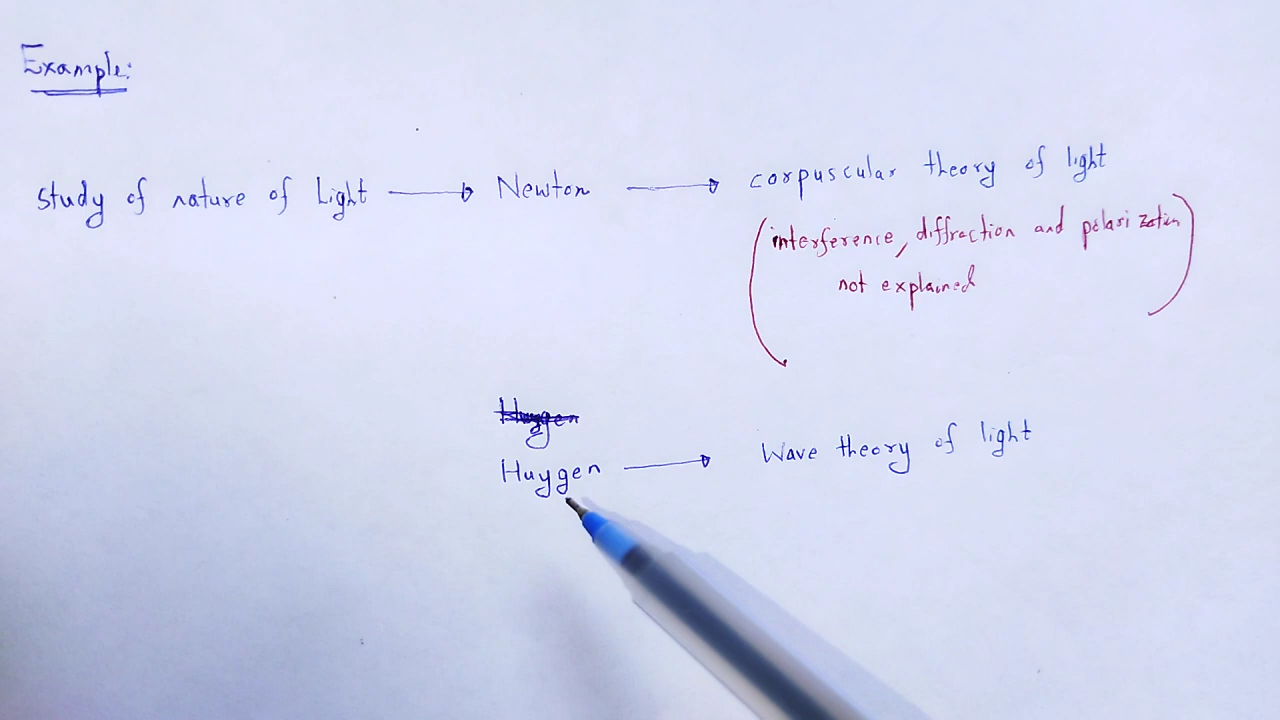 Example:
study of nature of Light → Newton → corpuscular theory of light
(interference, diffraction and polarization
not explained)
Huygen
Huygen → Wave theory of light